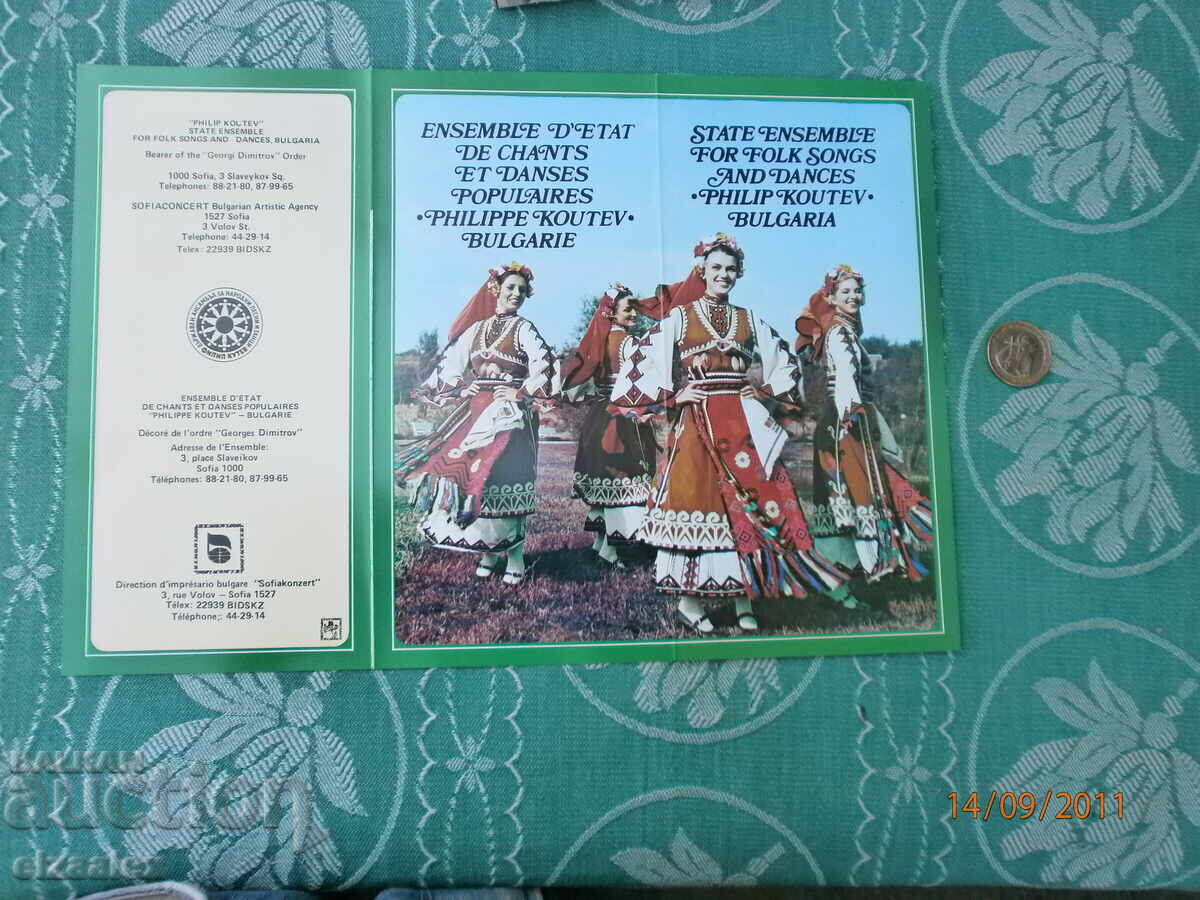 "PHILIP KOUTEV"
STATE ENSEMBLE
FOR FOLK SONGS AND DANCES, BULGARIA
Bearer of the "Georgi Dimitrov" Order
1000 Sofia, 3 Slaveykov Sq.
Telephones: 88-21-80, 87-99-65
SOFIACONCERT Bulgarian Artistic Agency
1527 Sofia
3 Volov St.
Telephone: 44-29-14
Telex: 22939 BIDSKZ
ENSEMBLE D'ETAT
DE CHANTS ET DANSES POPULAIRES
"PHILIPPE KOUTEV" – BULGARIE
Décoré de l'ordre "Georges Dimitrov"
Adresse de l'Ensemble:
3, place Slaveïkov
Sofia 1000
Téléphones: 88-21-80, 87-99-65
Direction d'imprésario bulgare "Sofiakonzert"
3, rue Volov – Sofia 1527
Télex: 22939 BIDSKZ
Téléphone,: 44-29-14
ENSEMBLE D'ETAT
DE CHANTS
ET DANSES
POPULAIRES
•PHILIPPE KOUTEV•
BULGARIE
STATE ENSEMBLE
FOR FOLK SONGS
AND DANCES
•PHILIP KOUTEV•
BULGARIA
14/09/2011
BALKAN
auction
elzaalex